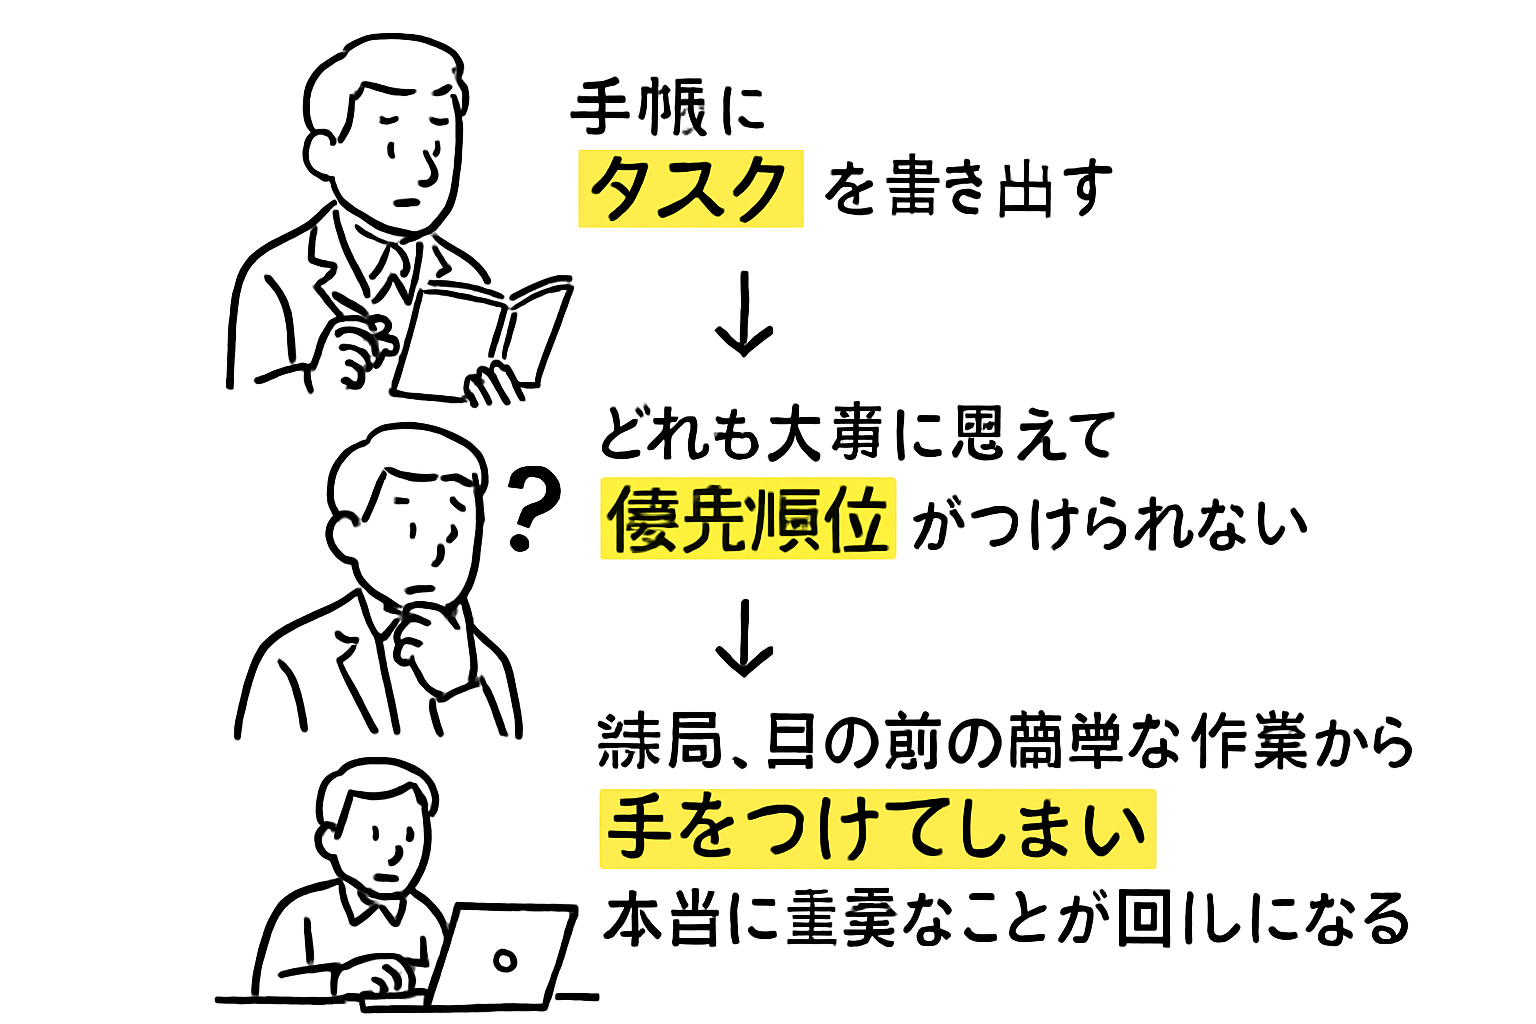 手帳に
タスクを書き出す
↓
どれも大事に思えて
?
優先順位がつけられない
↓
結局、目の前の簡単な作業から
手をつけてしまい
本当に重要なことが回しになる